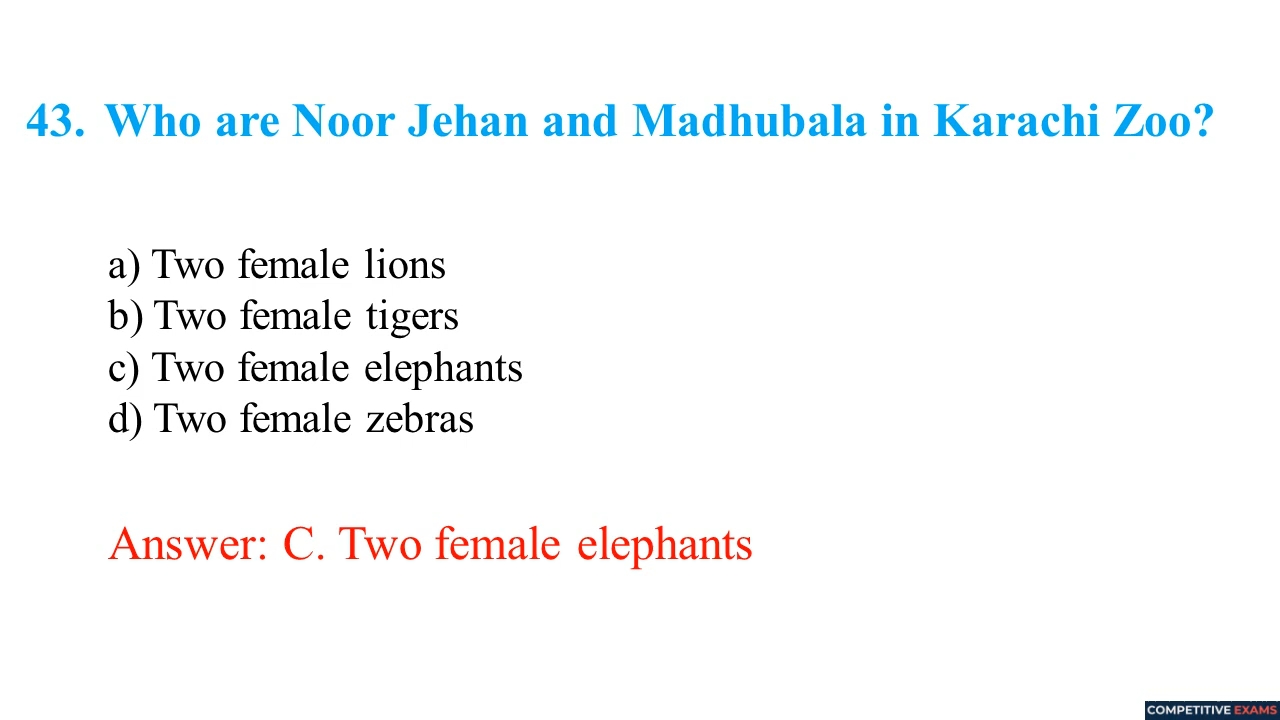 43. Who are Noor Jehan and Madhubala in Karachi Zoo?
a) Two female lions
b) Two female tigers
c) Two female elephants
d) Two female zebras
Answer: C. Two female elephants
COMPETITIVE EXAMS